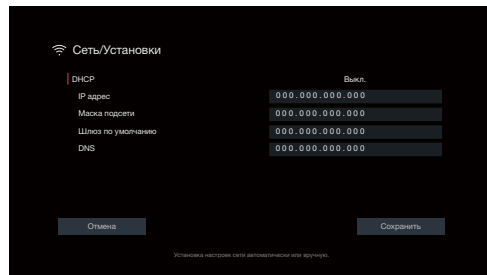 Сеть/Установки
DHCP Выкл.
IP адрес 000.000.000.000
Маска подсети 000.000.000.000
Шлюз по умолчанию 000.000.000.000
DNS 000.000.000.000
Отмена Сохранить
Установка настроек сети автоматически или вручную.